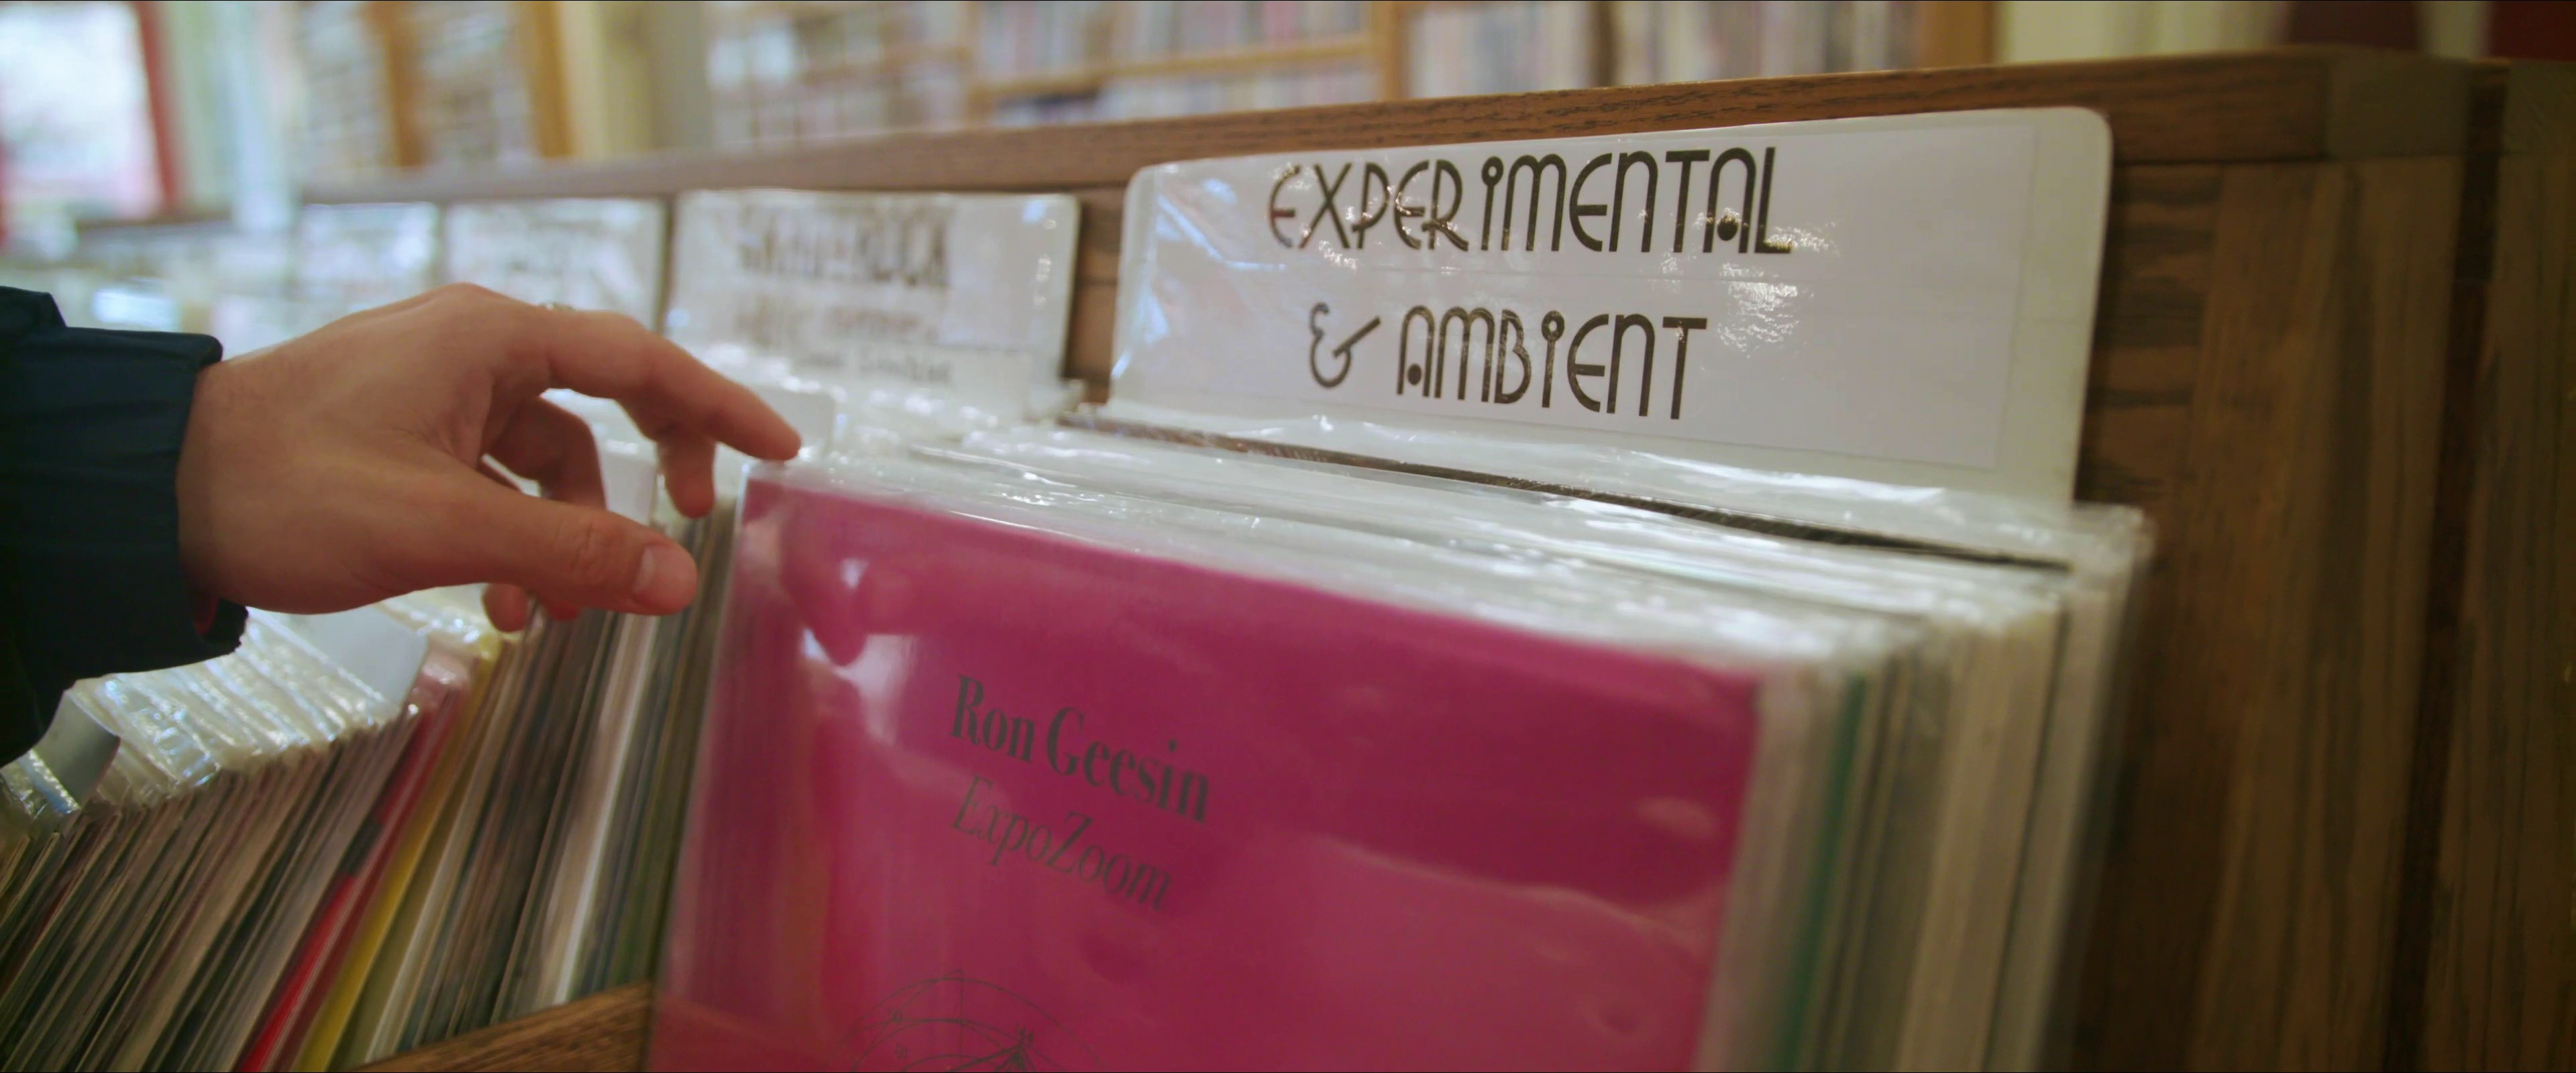 EXPERIMENTAL
& AMBIENT
Ron Geesin
ExpoZoom